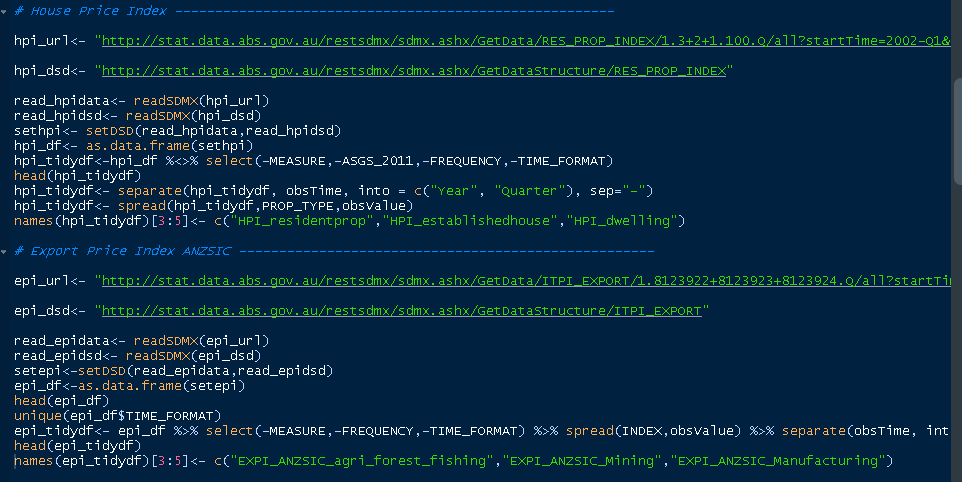 # House Price Index -------------------------------------------------------
hpi_url<- "http://stat.data.abs.gov.au/restsdmx/sdmx.ashx/GetData/RES_PROP_INDEX/1.3+2+1.100.Q/all?startTime=2002-Q1&
hpi_dsd<- "http://stat.data.abs.gov.au/restsdmx/sdmx.ashx/GetDataStructure/RES_PROP_INDEX"
read_hpidata<- readSDMX(hpi_url)
read_hpidsd<- readSDMX(hpi_dsd)
sethpi<- setDSD(read_hpidata,read_hpidsd)
hpi_df<- as.data.frame(sethpi)
hpi_tidydf<-hpi_df %<>% select(-MEASURE,-ASGS_2011,-FREQUENCY,-TIME_FORMAT)
head(hpi_tidydf)
hpi_tidydf<- separate(hpi_tidydf, obsTime, into = c("Year", "Quarter"), sep="-")
hpi_tidydf<- spread(hpi_tidydf,PROP_TYPE,obsValue)
names(hpi_tidydf)[3:5]<- c("HPI_residentprop","HPI_establishedhouse","HPI_dwelling")
# Export Price Index ANZSIC ----------------------------------------------------
epi_url<- "http://stat.data.abs.gov.au/restsdmx/sdmx.ashx/GetData/ITPI_EXPORT/1.8123922+8123923+8123924.Q/all?startTi
epi_dsd<- "http://stat.data.abs.gov.au/restsdmx/sdmx.ashx/GetDataStructure/ITPI_EXPORT"
read_epidata<- readSDMX(epi_url)
read_epidsd<- readSDMX(epi_dsd)
setepi<-setDSD(read_epidata,read_epidsd)
epi_df<-as.data.frame(setepi)
head(epi_df)
unique(epi_df$TIME_FORMAT)
epi_tidydf<- epi_df %>% select(-MEASURE,-FREQUENCY,-TIME_FORMAT) %>% spread(INDEX,obsValue) %>% separate(obsTime, int
head(epi_tidydf)
names(epi_tidydf)[3:5]<- c("EXPI_ANZSIC_agri_forest_fishing","EXPI_ANZSIC_Mining","EXPI_ANZSIC_Manufacturing")